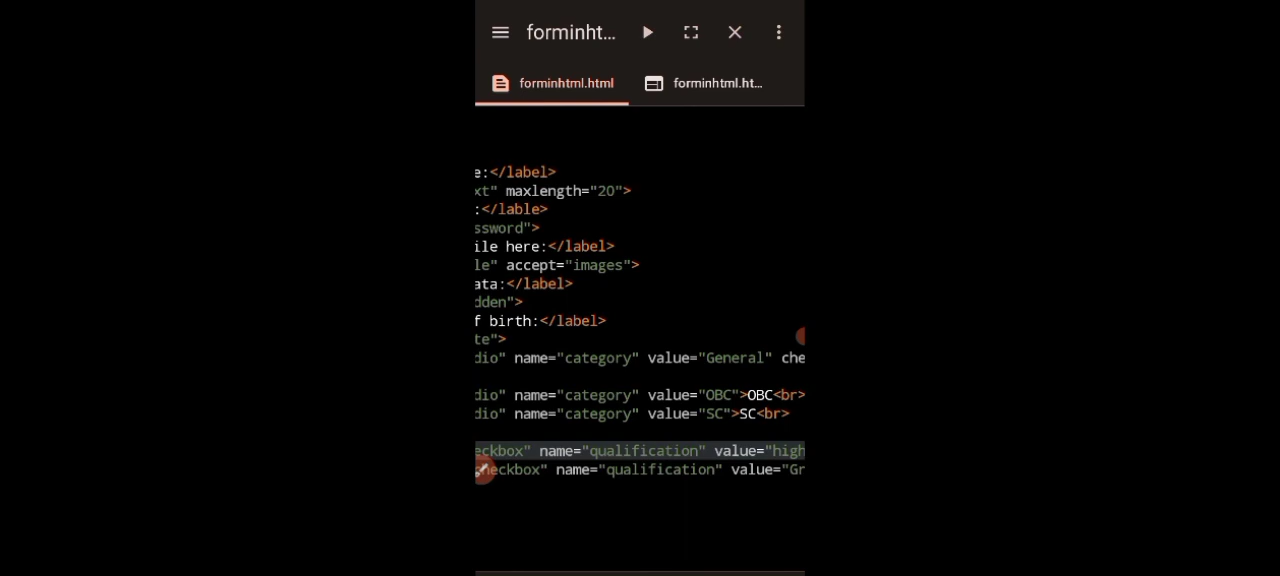 forminht...
forminhtml.html forminhtml.ht...
e:</label>
xt" maxlength="20">
:</lable>
ssword">
ile here:</label>
le" accept="images">
ata:</label>
dden">
f birth:</label>
te">
dio" name="category" value="General" che
dio" name="category" value="OBC">OBC<br>
dio" name="category" value="SC">SC<br>
eckbox" name="qualification" value="high
heckbox" name="qualification" value="Gr